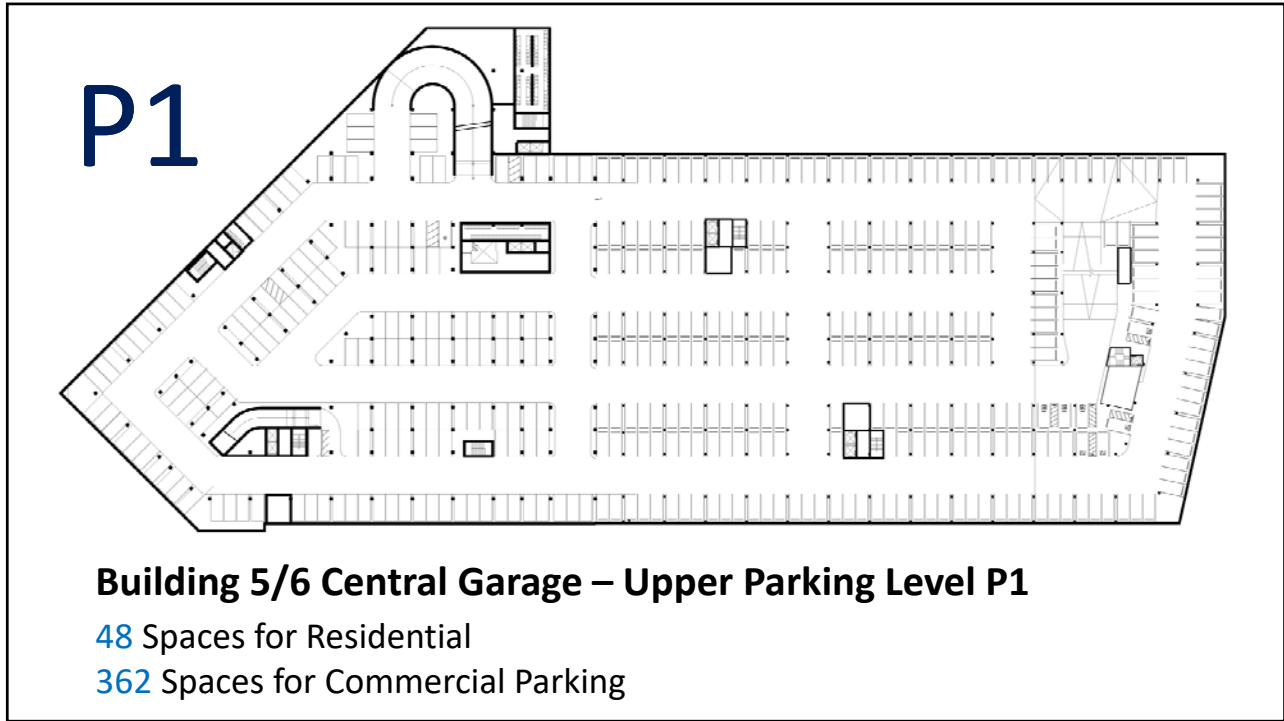 P1
Building 5/6 Central Garage – Upper Parking Level P1
48 Spaces for Residential
362 Spaces for Commercial Parking